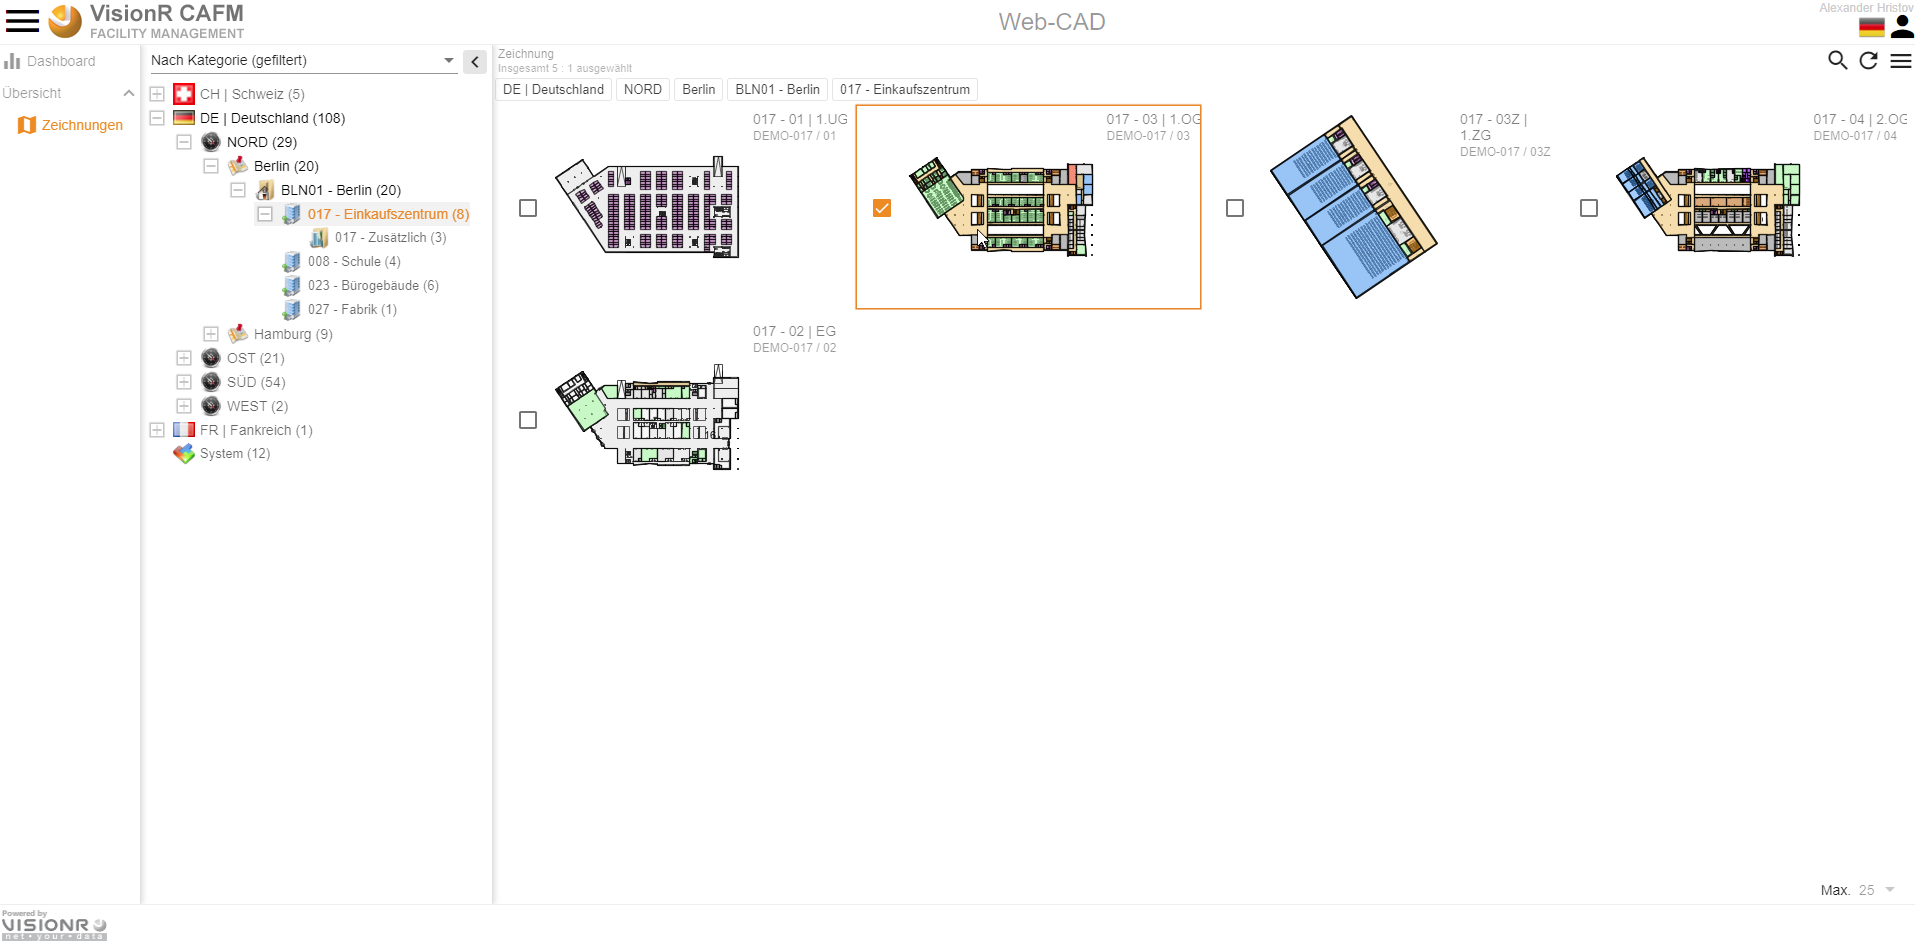 VisionR CAFM
FACILITY MANAGEMENT
Web-CAD
Alexander Hristov
Dashboard
Übersicht
Zeichnungen
Nach Kategorie (gefiltert)
CH | Schweiz (5)
DE | Deutschland (108)
NORD (29)
Berlin (20)
BLN01 - Berlin (20)
017 - Einkaufszentrum (8)
017 - Zusätzlich (3)
008 - Schule (4)
023 - Bürogebäude (6)
027 - Fabrik (1)
Hamburg (9)
OST (21)
SÜD (54)
WEST (2)
FR | Fankreich (1)
System (12)
Zeichnung
Insgesamt 5 : 1 ausgewählt
DE | Deutschland
NORD
Berlin
BLN01 - Berlin
017 - Einkaufszentrum
017 - 01 | 1.UG
DEMO-017 / 01
017 - 03 | 1.OG
DEMO-017 / 03
017 - 03Z |
1.ZG
DEMO-017 / 03Z
017 - 04 | 2.OG
DEMO-017 / 04
017 - 02 | EG
DEMO-017 / 02
Max. 25
Powered by
VISIONR
net • your • data